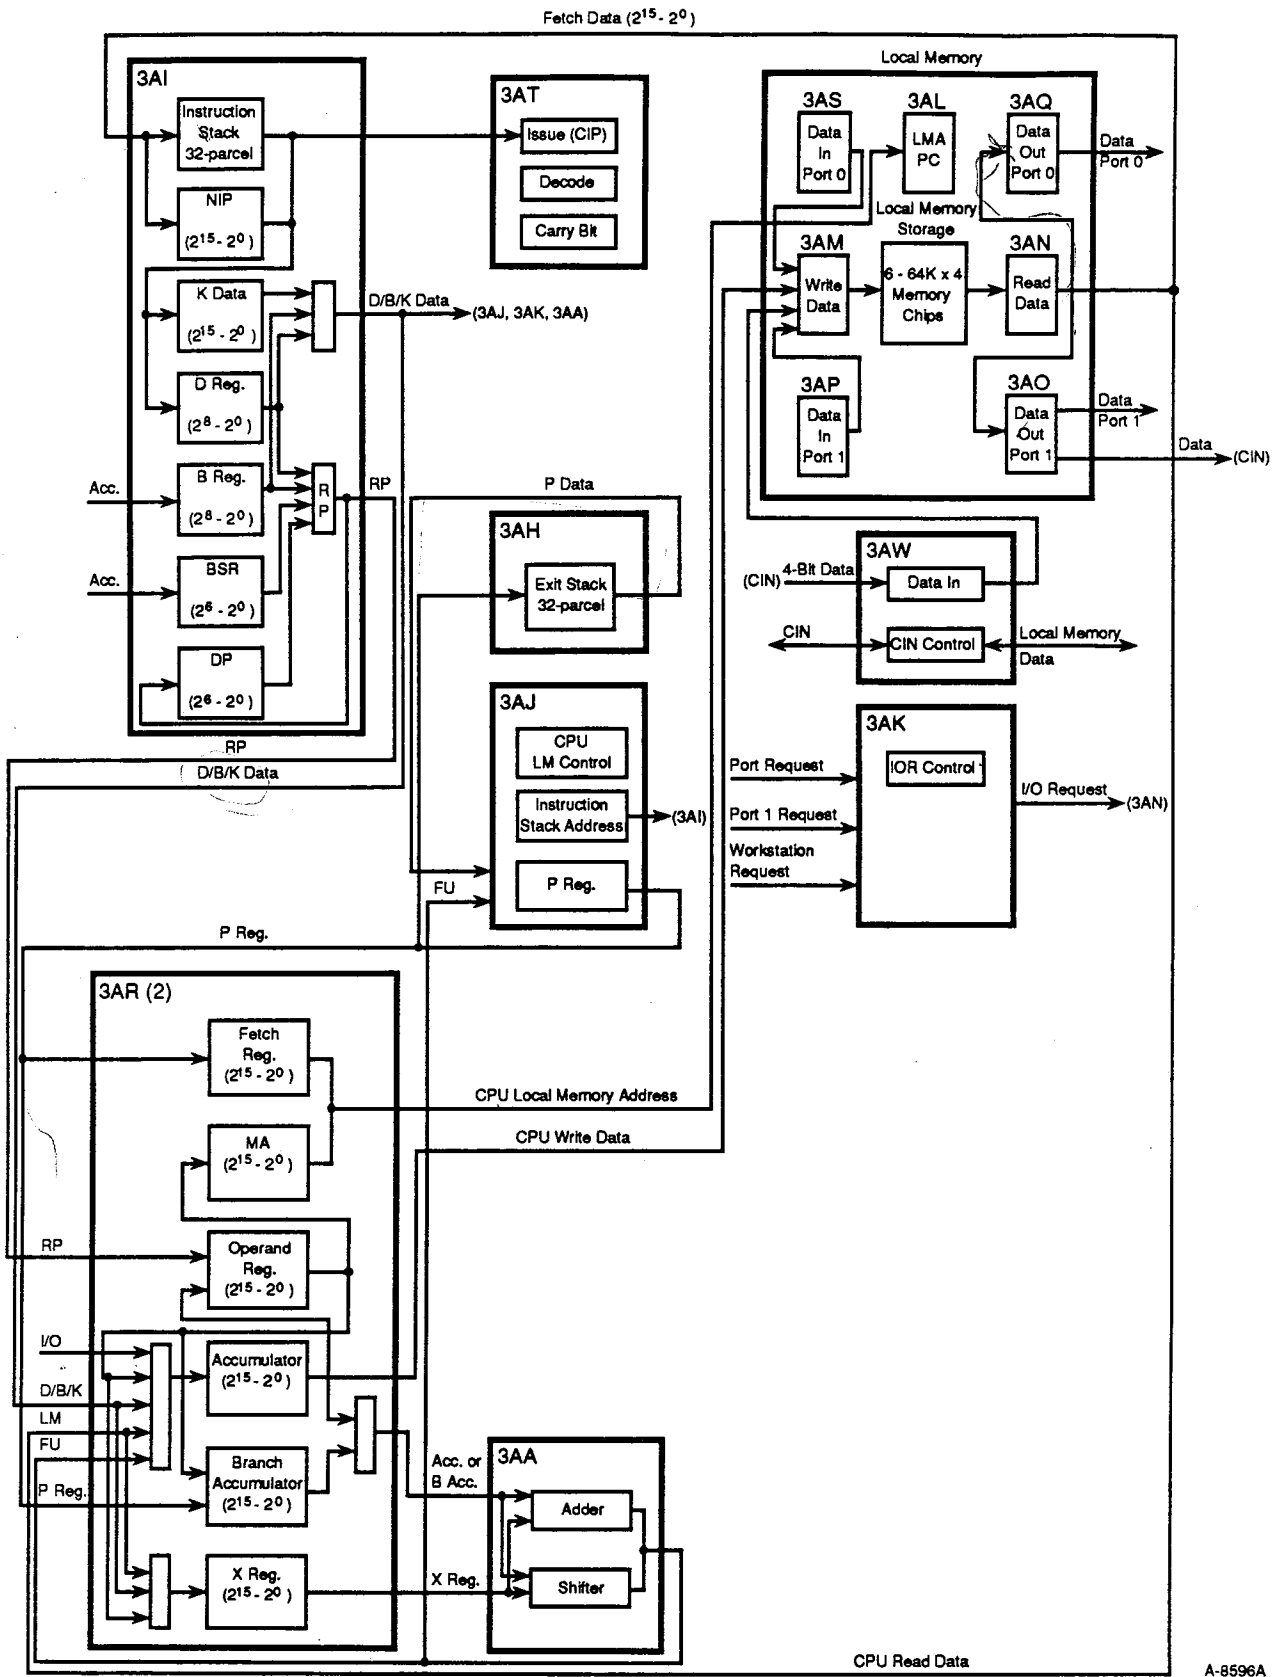 Fetch Data (2¹⁵ - 2⁰)
Local Memory
3AI
Instruction
Stack
32-parcel
NIP
(2¹⁵ - 2⁰)
K Data
(2¹⁵ - 2⁰)
D Reg.
(2⁸ - 2⁰)
Acc.
B Reg.
(2⁸ - 2⁰)
Acc.
BSR
(2⁶ - 2⁰)
DP
(2⁶ - 2⁰)
R
P
RP
D/B/K Data
(3AJ, 3AK, 3AA)
3AT
Issue (CIP)
Decode
Carry Bit
3AS
Data
In
Port 0
3AL
LMA
PC
3AQ
Data
Out
Port 0
Data
Port 0
Local Memory
Storage
3AM
Write
Data
6 - 64K x 4
Memory
Chips
3AN
Read
Data
3AP
Data
In
Port 1
3AO
Data
Out
Port 1
Data
Port 1
Data
(CIN)
P Data
3AH
Exit Stack
32-parcel
3AW
(CIN)
4-Bit Data
Data In
CIN
CIN Control
Local Memory
Data
3AJ
CPU
LM Control
Instruction
Stack Address
(3AI)
P Reg.
FU
3AK
IOR Control
Port Request
Port 1 Request
Workstation
Request
I/O Request
(3AN)
RP
D/B/K Data
P Reg.
3AR (2)
Fetch
Reg.
(2¹⁵ - 2⁰)
CPU Local Memory Address
MA
(2¹⁵ - 2⁰)
CPU Write Data
RP
Operand
Reg.
(2¹⁵ - 2⁰)
I/O
D/B/K
LM
FU
P Reg.
Accumulator
(2¹⁵ - 2⁰)
Branch
Accumulator
(2¹⁵ - 2⁰)
X Reg.
(2¹⁵ - 2⁰)
Acc. or
B Acc.
X Reg.
3AA
Adder
Shifter
CPU Read Data
A-8596A